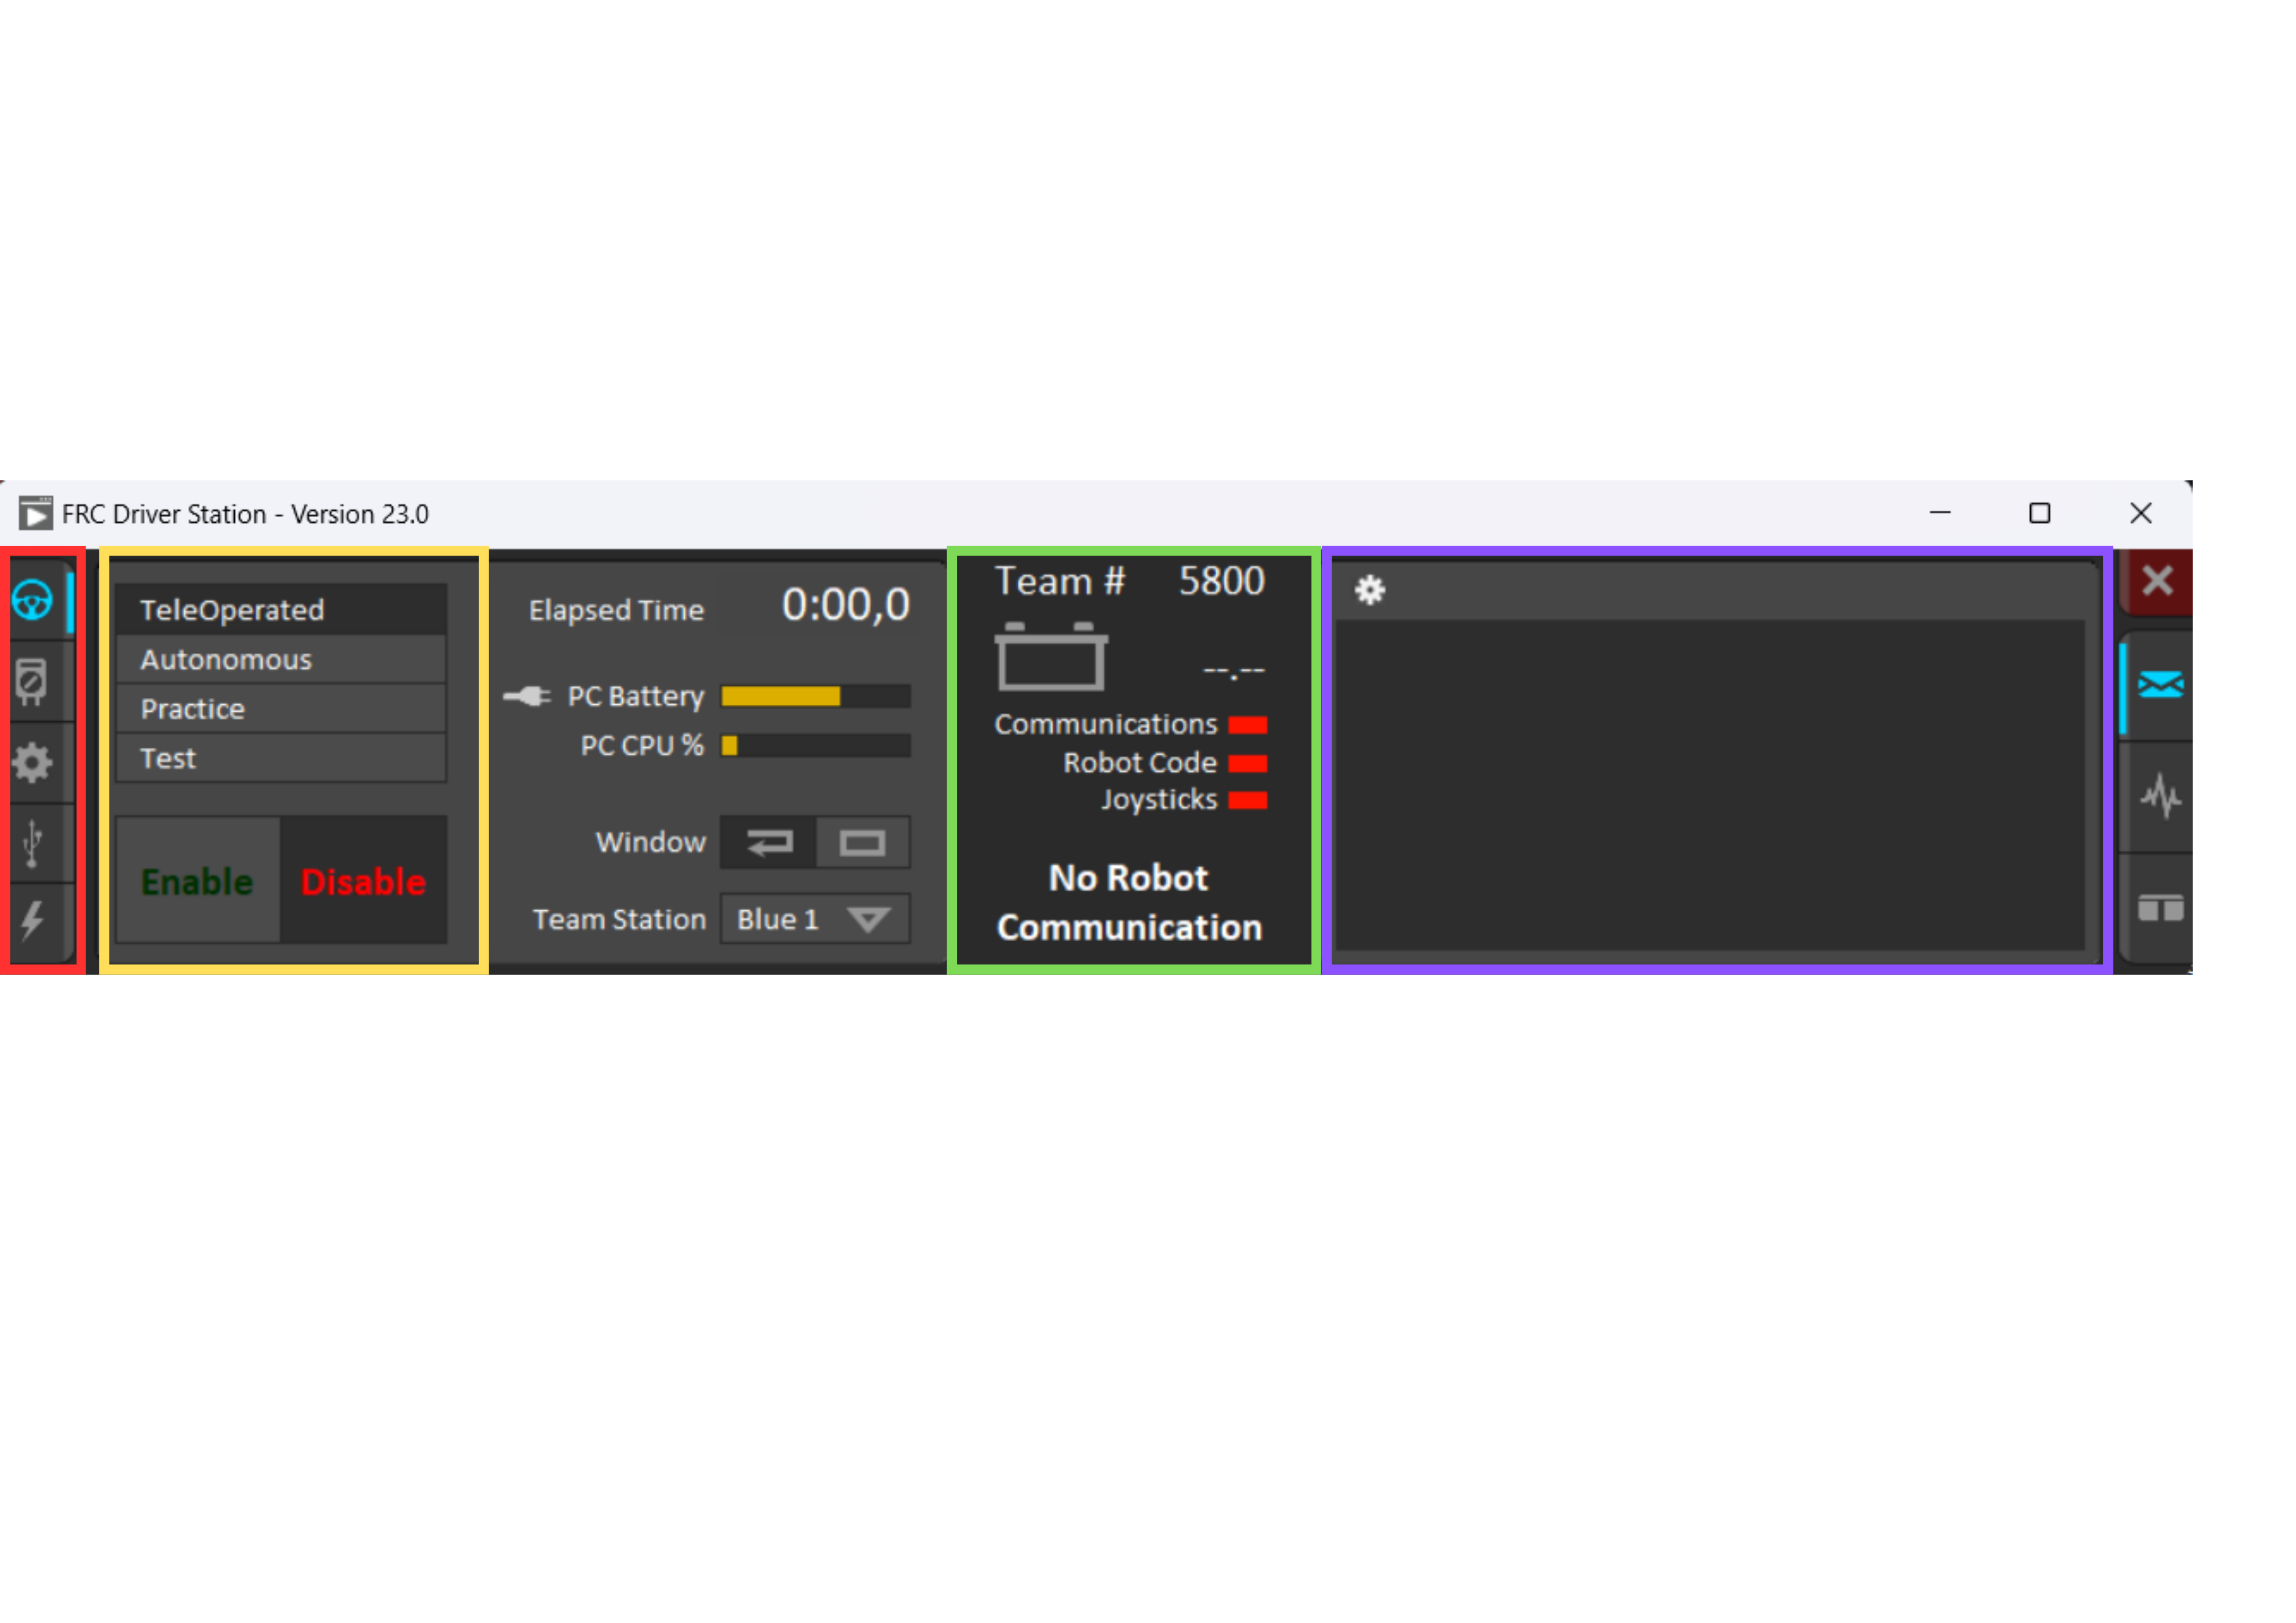 FRC Driver Station - Version 23.0
TeleOperated
Autonomous
Practice
Test
Enable Disable
Elapsed Time 0:00,0
PC Battery
PC CPU %
Window
Team Station Blue 1
Team # 5800
--.--
Communications
Robot Code
Joysticks
No Robot
Communication